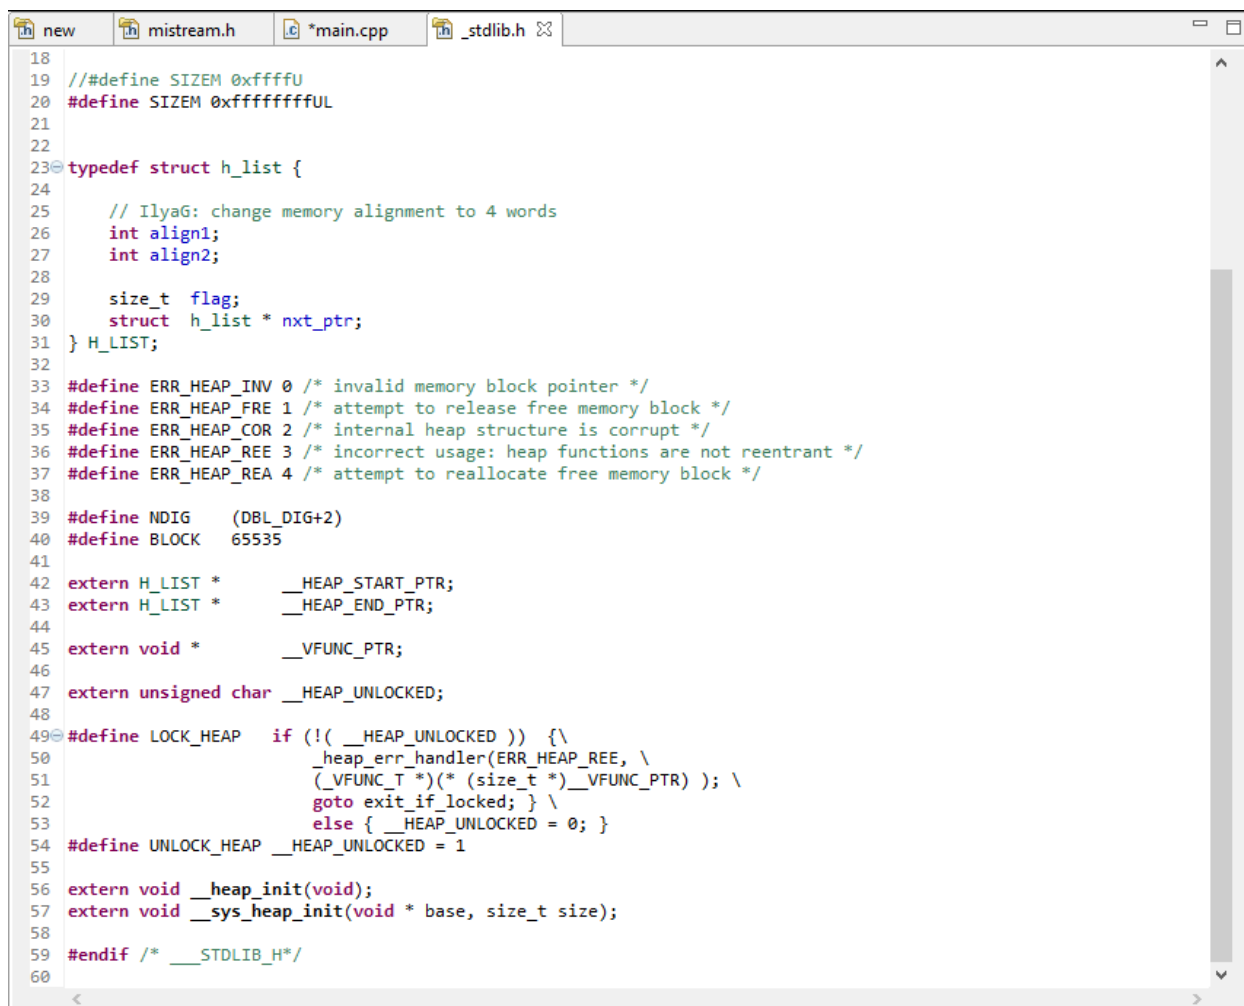 new mistream.h *main.cpp _stdlib.h
18
19 //#define SIZEM 0xffffU
20 #define SIZEM 0xffffffffUL
21
22
23 typedef struct h_list {
24
25     // IlyaG: change memory alignment to 4 words
26     int align1;
27     int align2;
28
29     size_t  flag;
30     struct  h_list * nxt_ptr;
31 } H_LIST;
32
33 #define ERR_HEAP_INV 0 /* invalid memory block pointer */
34 #define ERR_HEAP_FRE 1 /* attempt to release free memory block */
35 #define ERR_HEAP_COR 2 /* internal heap structure is corrupt */
36 #define ERR_HEAP_REE 3 /* incorrect usage: heap functions are not reentrant */
37 #define ERR_HEAP_REA 4 /* attempt to reallocate free memory block */
38
39 #define NDIG    (DBL_DIG+2)
40 #define BLOCK   65535
41
42 extern H_LIST *      __HEAP_START_PTR;
43 extern H_LIST *      __HEAP_END_PTR;
44
45 extern void *        __VFUNC_PTR;
46
47 extern unsigned char __HEAP_UNLOCKED;
48
49 #define LOCK_HEAP   if (!( __HEAP_UNLOCKED ))  {\
50                         _heap_err_handler(ERR_HEAP_REE, \
51                         (_VFUNC_T *)(* (size_t *)__VFUNC_PTR) ); \
52                         goto exit_if_locked; } \
53                         else { __HEAP_UNLOCKED = 0; }
54 #define UNLOCK_HEAP __HEAP_UNLOCKED = 1
55
56 extern void __heap_init(void);
57 extern void __sys_heap_init(void * base, size_t size);
58
59 #endif /* ___STDLIB_H*/
60